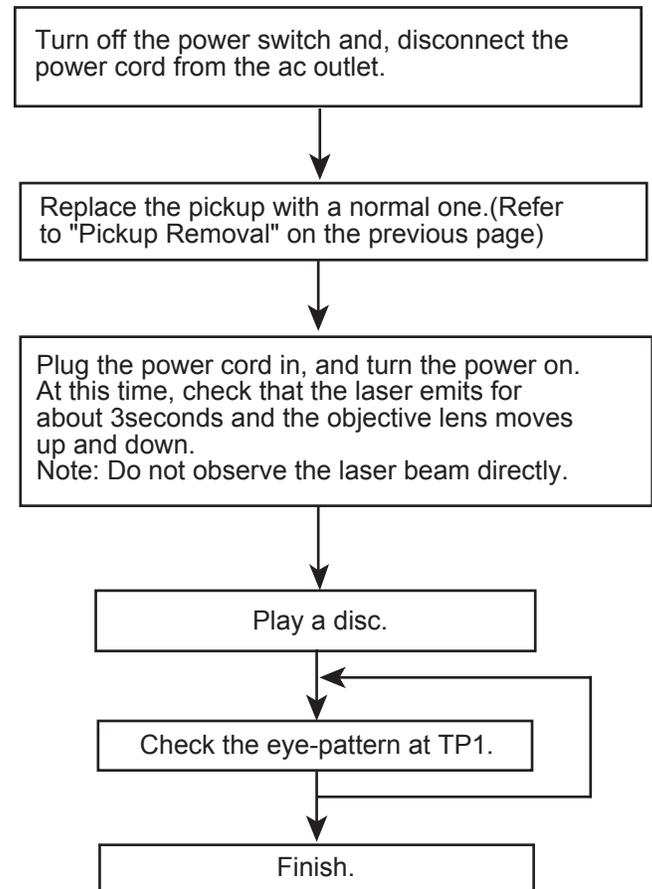 Turn off the power switch and, disconnect the
power cord from the ac outlet.
Replace the pickup with a normal one.(Refer
to "Pickup Removal" on the previous page)
Plug the power cord in, and turn the power on.
At this time, check that the laser emits for
about 3seconds and the objective lens moves
up and down.
Note: Do not observe the laser beam directly.
Play a disc.
Check the eye-pattern at TP1.
Finish.